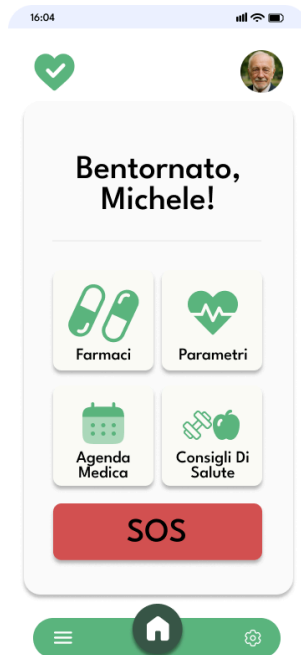 16:04
Bentornato,
Michele!
Farmaci
Parametri
Agenda
Medica
Consigli Di
Salute
SOS